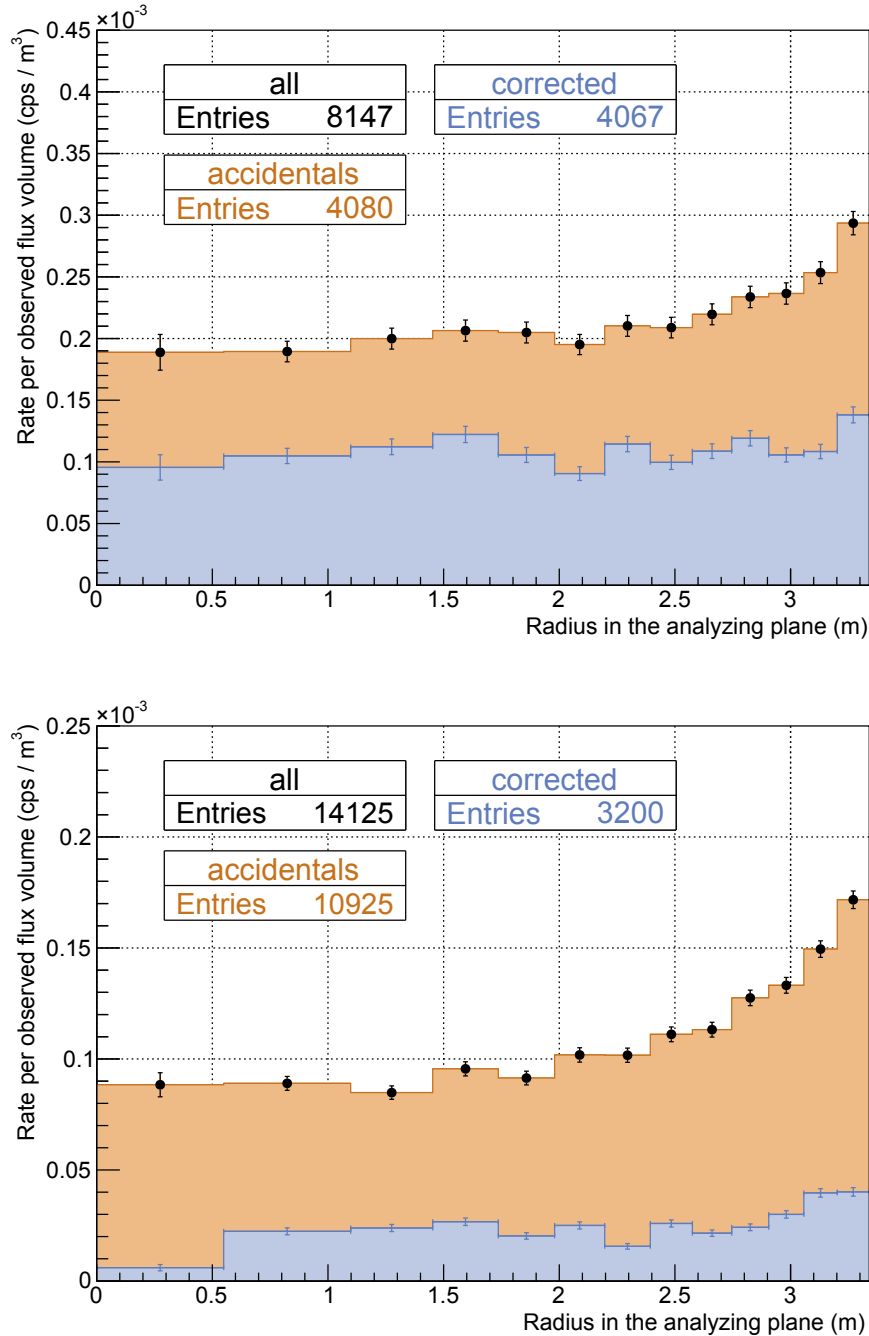 ×10⁻³
Rate per observed flux volume (cps / m³)
0.45
0.4
0.35
0.3
0.25
0.2
0.15
0.1
0.05
0
all
Entries 8147
corrected
Entries 4067
accidentals
Entries 4080
0 0.5 1 1.5 2 2.5 3
Radius in the analyzing plane (m)
×10⁻³
Rate per observed flux volume (cps / m³)
0.25
0.2
0.15
0.1
0.05
0
all
Entries 14125
corrected
Entries 3200
accidentals
Entries 10925
0 0.5 1 1.5 2 2.5 3
Radius in the analyzing plane (m)